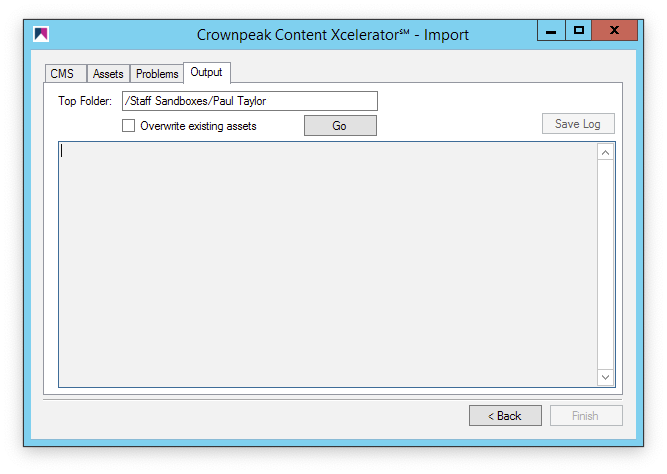 Crownpeak Content Xcelerator℠ - Import
CMS Assets Problems Output
Top Folder: /Staff Sandboxes/Paul Taylor
Overwrite existing assets Go Save Log
< Back Finish